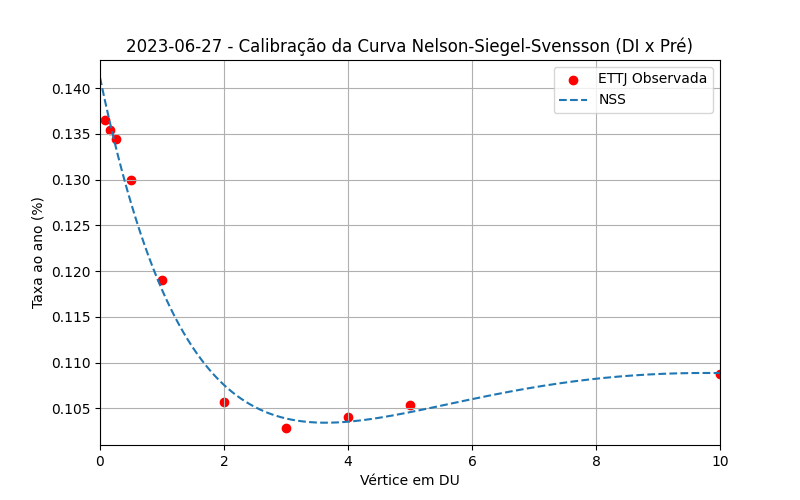 2023-06-27 - Calibração da Curva Nelson-Siegel-Svensson (DI x Pré)
ETTJ Observada
NSS
Taxa ao ano (%)
0.140
0.135
0.130
0.125
0.120
0.115
0.110
0.105
0 2 4 6 8 10
Vértice em DU